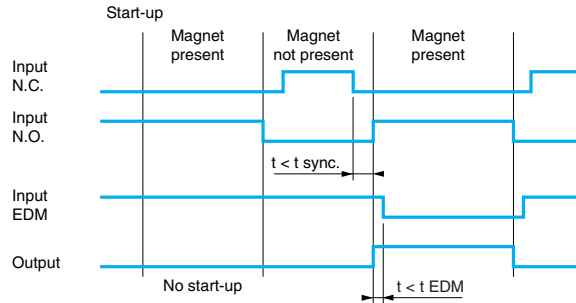 Start-up
Magnet
present
Magnet
not present
Magnet
present
Input
N.C.
Input
N.O.
t < t sync.
Input
EDM
Output
No start-up
t < t EDM